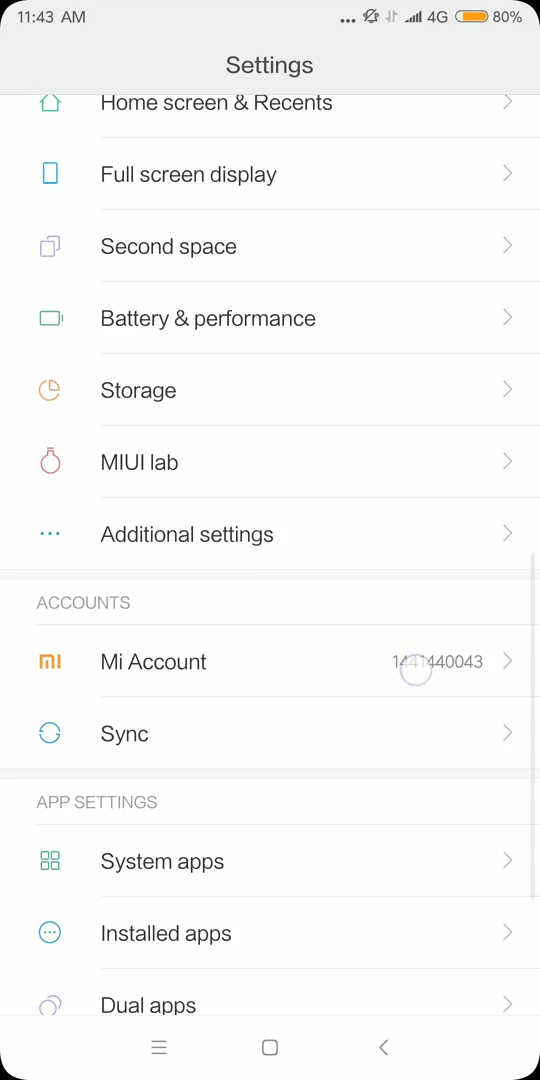 11:43 AM
4G
80%
Settings
Home screen & Recents
Full screen display
Second space
Battery & performance
Storage
MIUI lab
Additional settings
ACCOUNTS
Mi Account 1441440043
Sync
APP SETTINGS
System apps
Installed apps
Dual apps